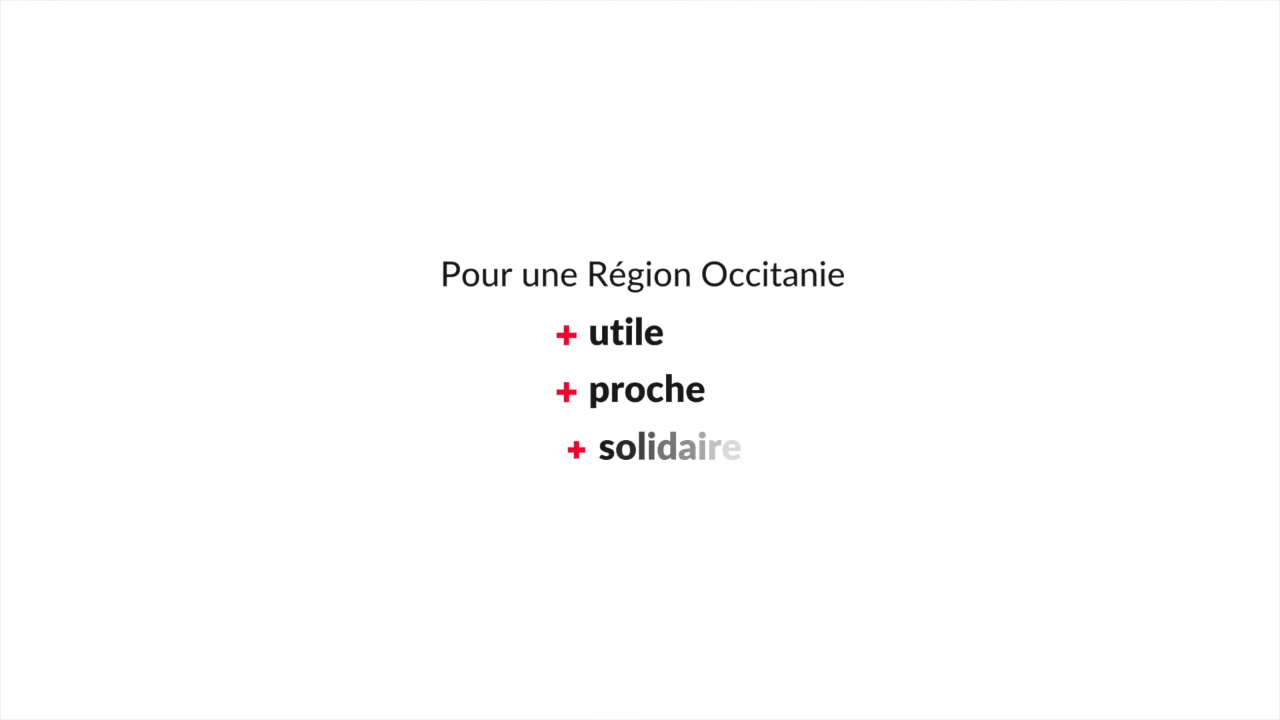 Pour une Région Occitanie
+ utile
+ proche
+ solidaire